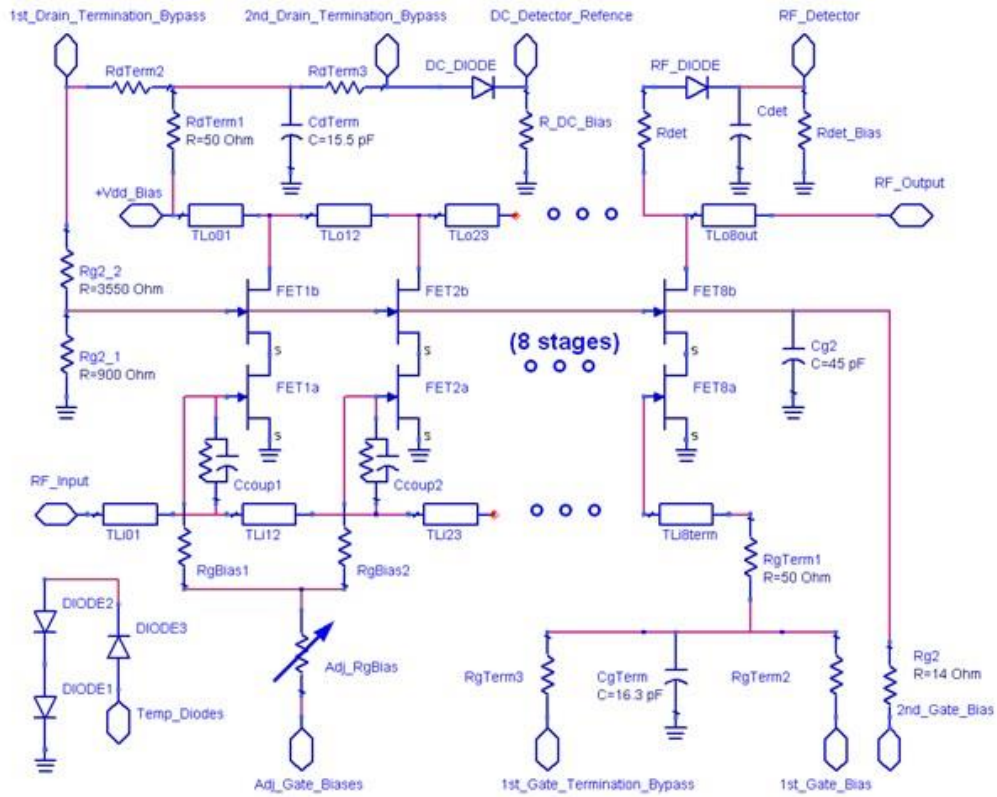 1st_Drain_Termination_Bypass
2nd_Drain_Termination_Bypass
DC_Detector_Refence
RF_Detector
RdTerm2
RdTerm3
DC_DIODE
RF_DIODE
RdTerm1
R=50 Ohm
CdTerm
C=15.5 pF
R_DC_Bias
Rdet
Cdet
Rdet_Bias
+Vdd_Bias
RF_Output
TLo01
TLo12
TLo23
TLo8out
Rg2_2
R=3550 Ohm
FET1b
FET2b
FET8b
S
S
S
(8 stages)
Cg2
C=45 pF
Rg2_1
R=900 Ohm
FET1a
FET2a
FET8a
S
S
S
RF_Input
Ccoup1
Ccoup2
TLi01
TLi12
TLi23
TLi8term
RgBias1
RgBias2
RgTerm1
R=50 Ohm
DIODE2
DIODE3
DIODE1
Temp_Diodes
Adj_RgBias
RgTerm3
CgTerm
C=16.3 pF
RgTerm2
Rg2
R=14 Ohm
2nd_Gate_Bias
Adj_Gate_Biases
1st_Gate_Termination_Bypass
1st_Gate_Bias